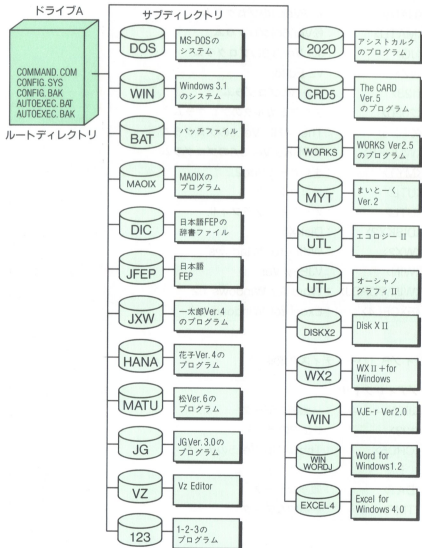 ドライブA
サブディレクトリ
COMMAND. COM
CONFIG. SYS
CONFIG. BAK
AUTOEXEC. BAT
AUTOEXEC. BAK
ルートディレクトリ
DOS
MS-DOSの
システム
WIN
Windows 3.1
のシステム
BAT
バッチファイル
MAOIX
MAOIXの
プログラム
DIC
日本語FEPの
辞書ファイル
JFEP
日本語
FEP
JXW
一太郎Ver. 4
のプログラム
HANA
花子Ver. 4の
プログラム
MATU
松Ver. 6の
プログラム
JG
JGVer. 3.0の
プログラム
VZ
Vz Editor
123
1-2-3の
プログラム
2020
アシストカルク
のプログラム
CRD5
The CARD
Ver. 5
のプログラム
WORKS
WORKS Ver2.5
のプログラム
MYT
まいとーく
Ver. 2
UTL
エコロジー II
UTL
オーシャノ
グラフィ II
DISKX2
Disk X II
WX2
WX II＋for
Windows
WIN
VJE-r Ver2.0
WIN
WORDJ
Word for
Windows1.2
EXCEL4
Excel for
Windows 4.0